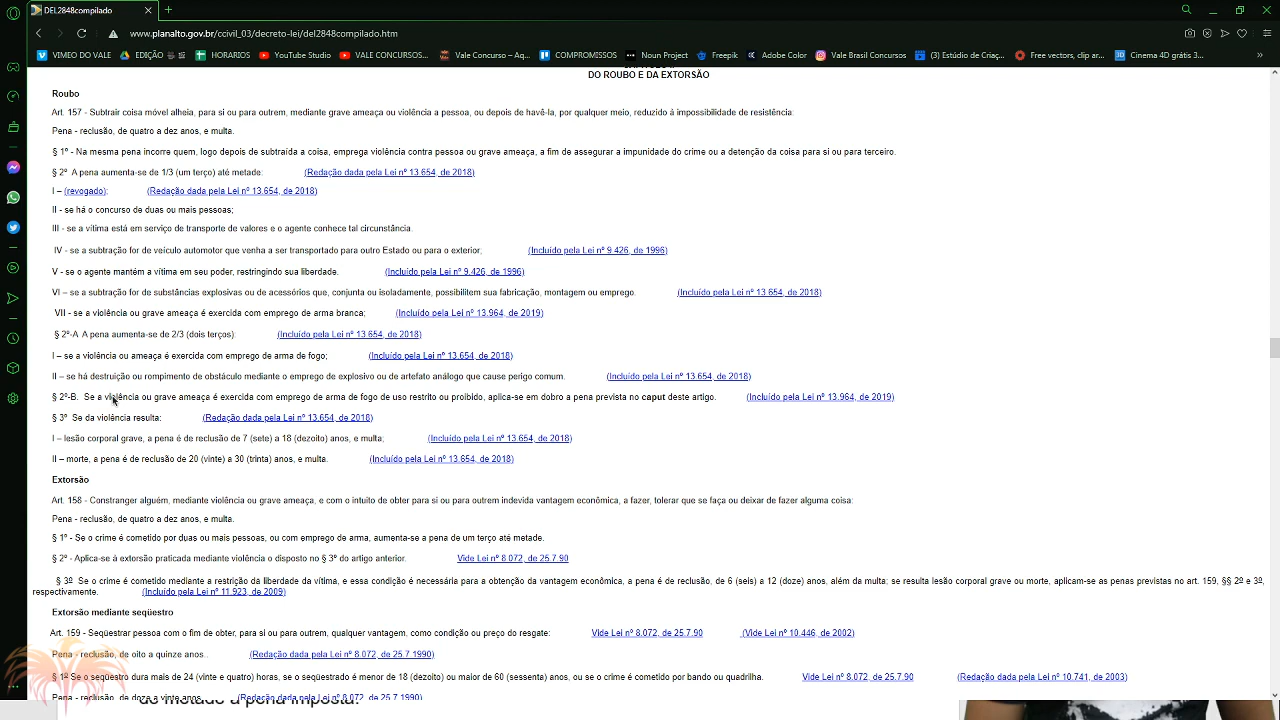 DEL2848compilado
www.planalto.gov.br/ccivil_03/decreto-lei/del2848compilado.htm
VIMEO DO VALE EDIÇÃO HORARIOS YouTube Studio VALE CONCURSOS... Vale Concurso – Aq... COMPROMISSOS Noun Project Freepik Adobe Color Vale Brasil Concursos (3) Estúdio de Criaç... Free vectors, clip ar... Cinema 4D grátis 3...
DO ROUBO E DA EXTORSÃO
Roubo
Art. 157 - Subtrair coisa móvel alheia, para si ou para outrem, mediante grave ameaça ou violência a pessoa, ou depois de havê-la, por qualquer meio, reduzido à impossibilidade de resistência:
Pena - reclusão, de quatro a dez anos, e multa.
§ 1º - Na mesma pena incorre quem, logo depois de subtraída a coisa, emprega violência contra pessoa ou grave ameaça, a fim de assegurar a impunidade do crime ou a detenção da coisa para si ou para terceiro.
§ 2º A pena aumenta-se de 1/3 (um terço) até metade: (Redação dada pela Lei nº 13.654, de 2018)
I – (revogado); (Redação dada pela Lei nº 13.654, de 2018)
II - se há o concurso de duas ou mais pessoas;
III - se a vítima está em serviço de transporte de valores e o agente conhece tal circunstância.
IV - se a subtração for de veículo automotor que venha a ser transportado para outro Estado ou para o exterior; (Incluído pela Lei nº 9.426, de 1996)
V - se o agente mantém a vítima em seu poder, restringindo sua liberdade. (Incluído pela Lei nº 9.426, de 1996)
VI – se a subtração for de substâncias explosivas ou de acessórios que, conjunta ou isoladamente, possibilitem sua fabricação, montagem ou emprego. (Incluído pela Lei nº 13.654, de 2018)
VII - se a violência ou grave ameaça é exercida com emprego de arma branca; (Incluído pela Lei nº 13.964, de 2019)
§ 2º-A A pena aumenta-se de 2/3 (dois terços): (Incluído pela Lei nº 13.654, de 2018)
I – se a violência ou ameaça é exercida com emprego de arma de fogo; (Incluído pela Lei nº 13.654, de 2018)
II – se há destruição ou rompimento de obstáculo mediante o emprego de explosivo ou de artefato análogo que cause perigo comum. (Incluído pela Lei nº 13.654, de 2018)
§ 2º-B. Se a violência ou grave ameaça é exercida com emprego de arma de fogo de uso restrito ou proibido, aplica-se em dobro a pena prevista no caput deste artigo. (Incluído pela Lei nº 13.964, de 2019)
§ 3º Se da violência resulta: (Redação dada pela Lei nº 13.654, de 2018)
I – lesão corporal grave, a pena é de reclusão de 7 (sete) a 18 (dezoito) anos, e multa; (Incluído pela Lei nº 13.654, de 2018)
II – morte, a pena é de reclusão de 20 (vinte) a 30 (trinta) anos, e multa. (Incluído pela Lei nº 13.654, de 2018)
Extorsão
Art. 158 - Constranger alguém, mediante violência ou grave ameaça, e com o intuito de obter para si ou para outrem indevida vantagem econômica, a fazer, tolerar que se faça ou deixar de fazer alguma coisa:
Pena - reclusão, de quatro a dez anos, e multa.
§ 1º - Se o crime é cometido por duas ou mais pessoas, ou com emprego de arma, aumenta-se a pena de um terço até metade.
§ 2º - Aplica-se à extorsão praticada mediante violência o disposto no § 3º do artigo anterior. Vide Lei nº 8.072, de 25.7.90
§ 3º Se o crime é cometido mediante a restrição da liberdade da vítima, e essa condição é necessária para a obtenção da vantagem econômica, a pena é de reclusão, de 6 (seis) a 12 (doze) anos, além da multa; se resulta lesão corporal grave ou morte, aplicam-se as penas previstas no art. 159, §§ 2º e 3º,
respectivamente. (Incluído pela Lei nº 11.923, de 2009)
Extorsão mediante seqüestro
Art. 159 - Seqüestrar pessoa com o fim de obter, para si ou para outrem, qualquer vantagem, como condição ou preço do resgate: Vide Lei nº 8.072, de 25.7.90 (Vide Lei nº 10.446, de 2002)
Pena - reclusão, de oito a quinze anos.. (Redação dada pela Lei nº 8.072, de 25.7.1990)
§ 1º Se o seqüestro dura mais de 24 (vinte e quatro) horas, se o seqüestrado é menor de 18 (dezoito) ou maior de 60 (sessenta) anos, ou se o crime é cometido por bando ou quadrilha. Vide Lei nº 8.072, de 25.7.90 (Redação dada pela Lei nº 10.741, de 2003)
Pena - reclusão, de doze a vinte anos. (Redação dada pela Lei nº 8.072, de 25.7.1990)
de metade a pena imposta.